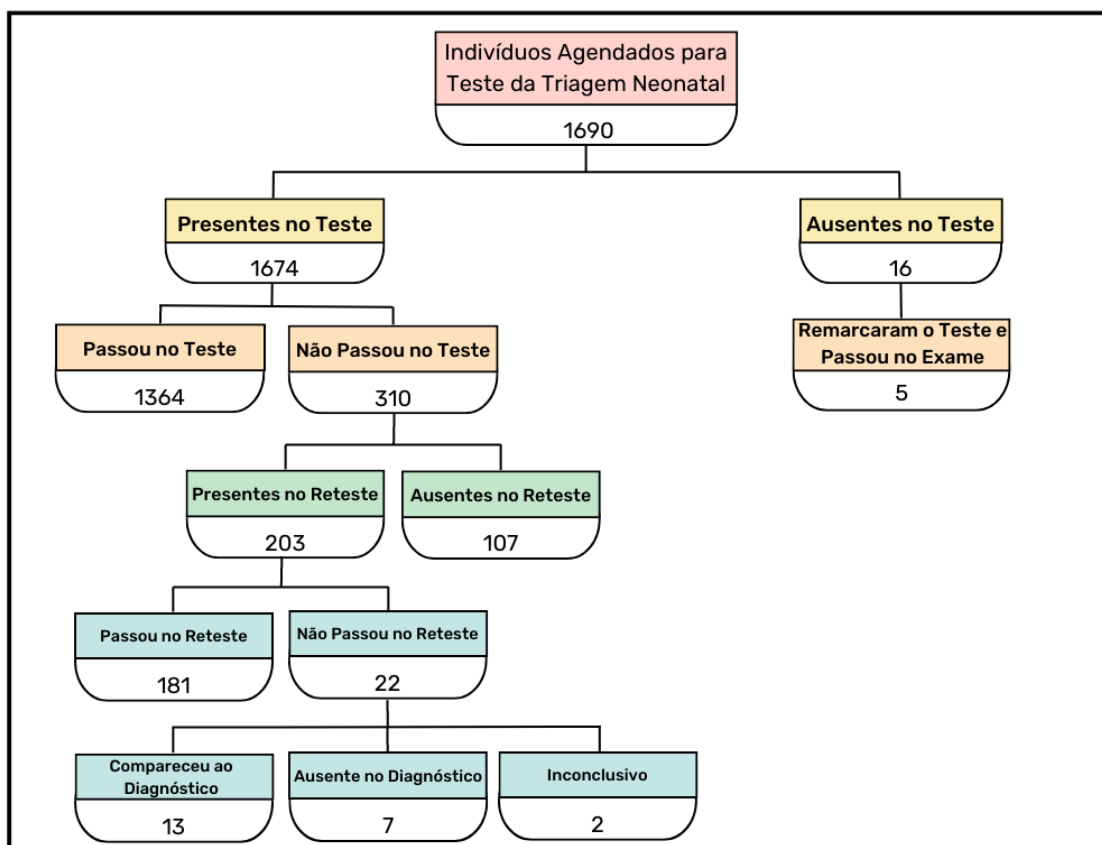 Indivíduos Agendados para
Teste da Triagem Neonatal
1690
Presentes no Teste
1674
Ausentes no Teste
16
Passou no Teste
1364
Não Passou no Teste
310
Remarcaram o Teste e
Passou no Exame
5
Presentes no Reteste
203
Ausentes no Reteste
107
Passou no Reteste
181
Não Passou no Reteste
22
Compareceu ao
Diagnóstico
13
Ausente no Diagnóstico
7
Inconclusivo
2